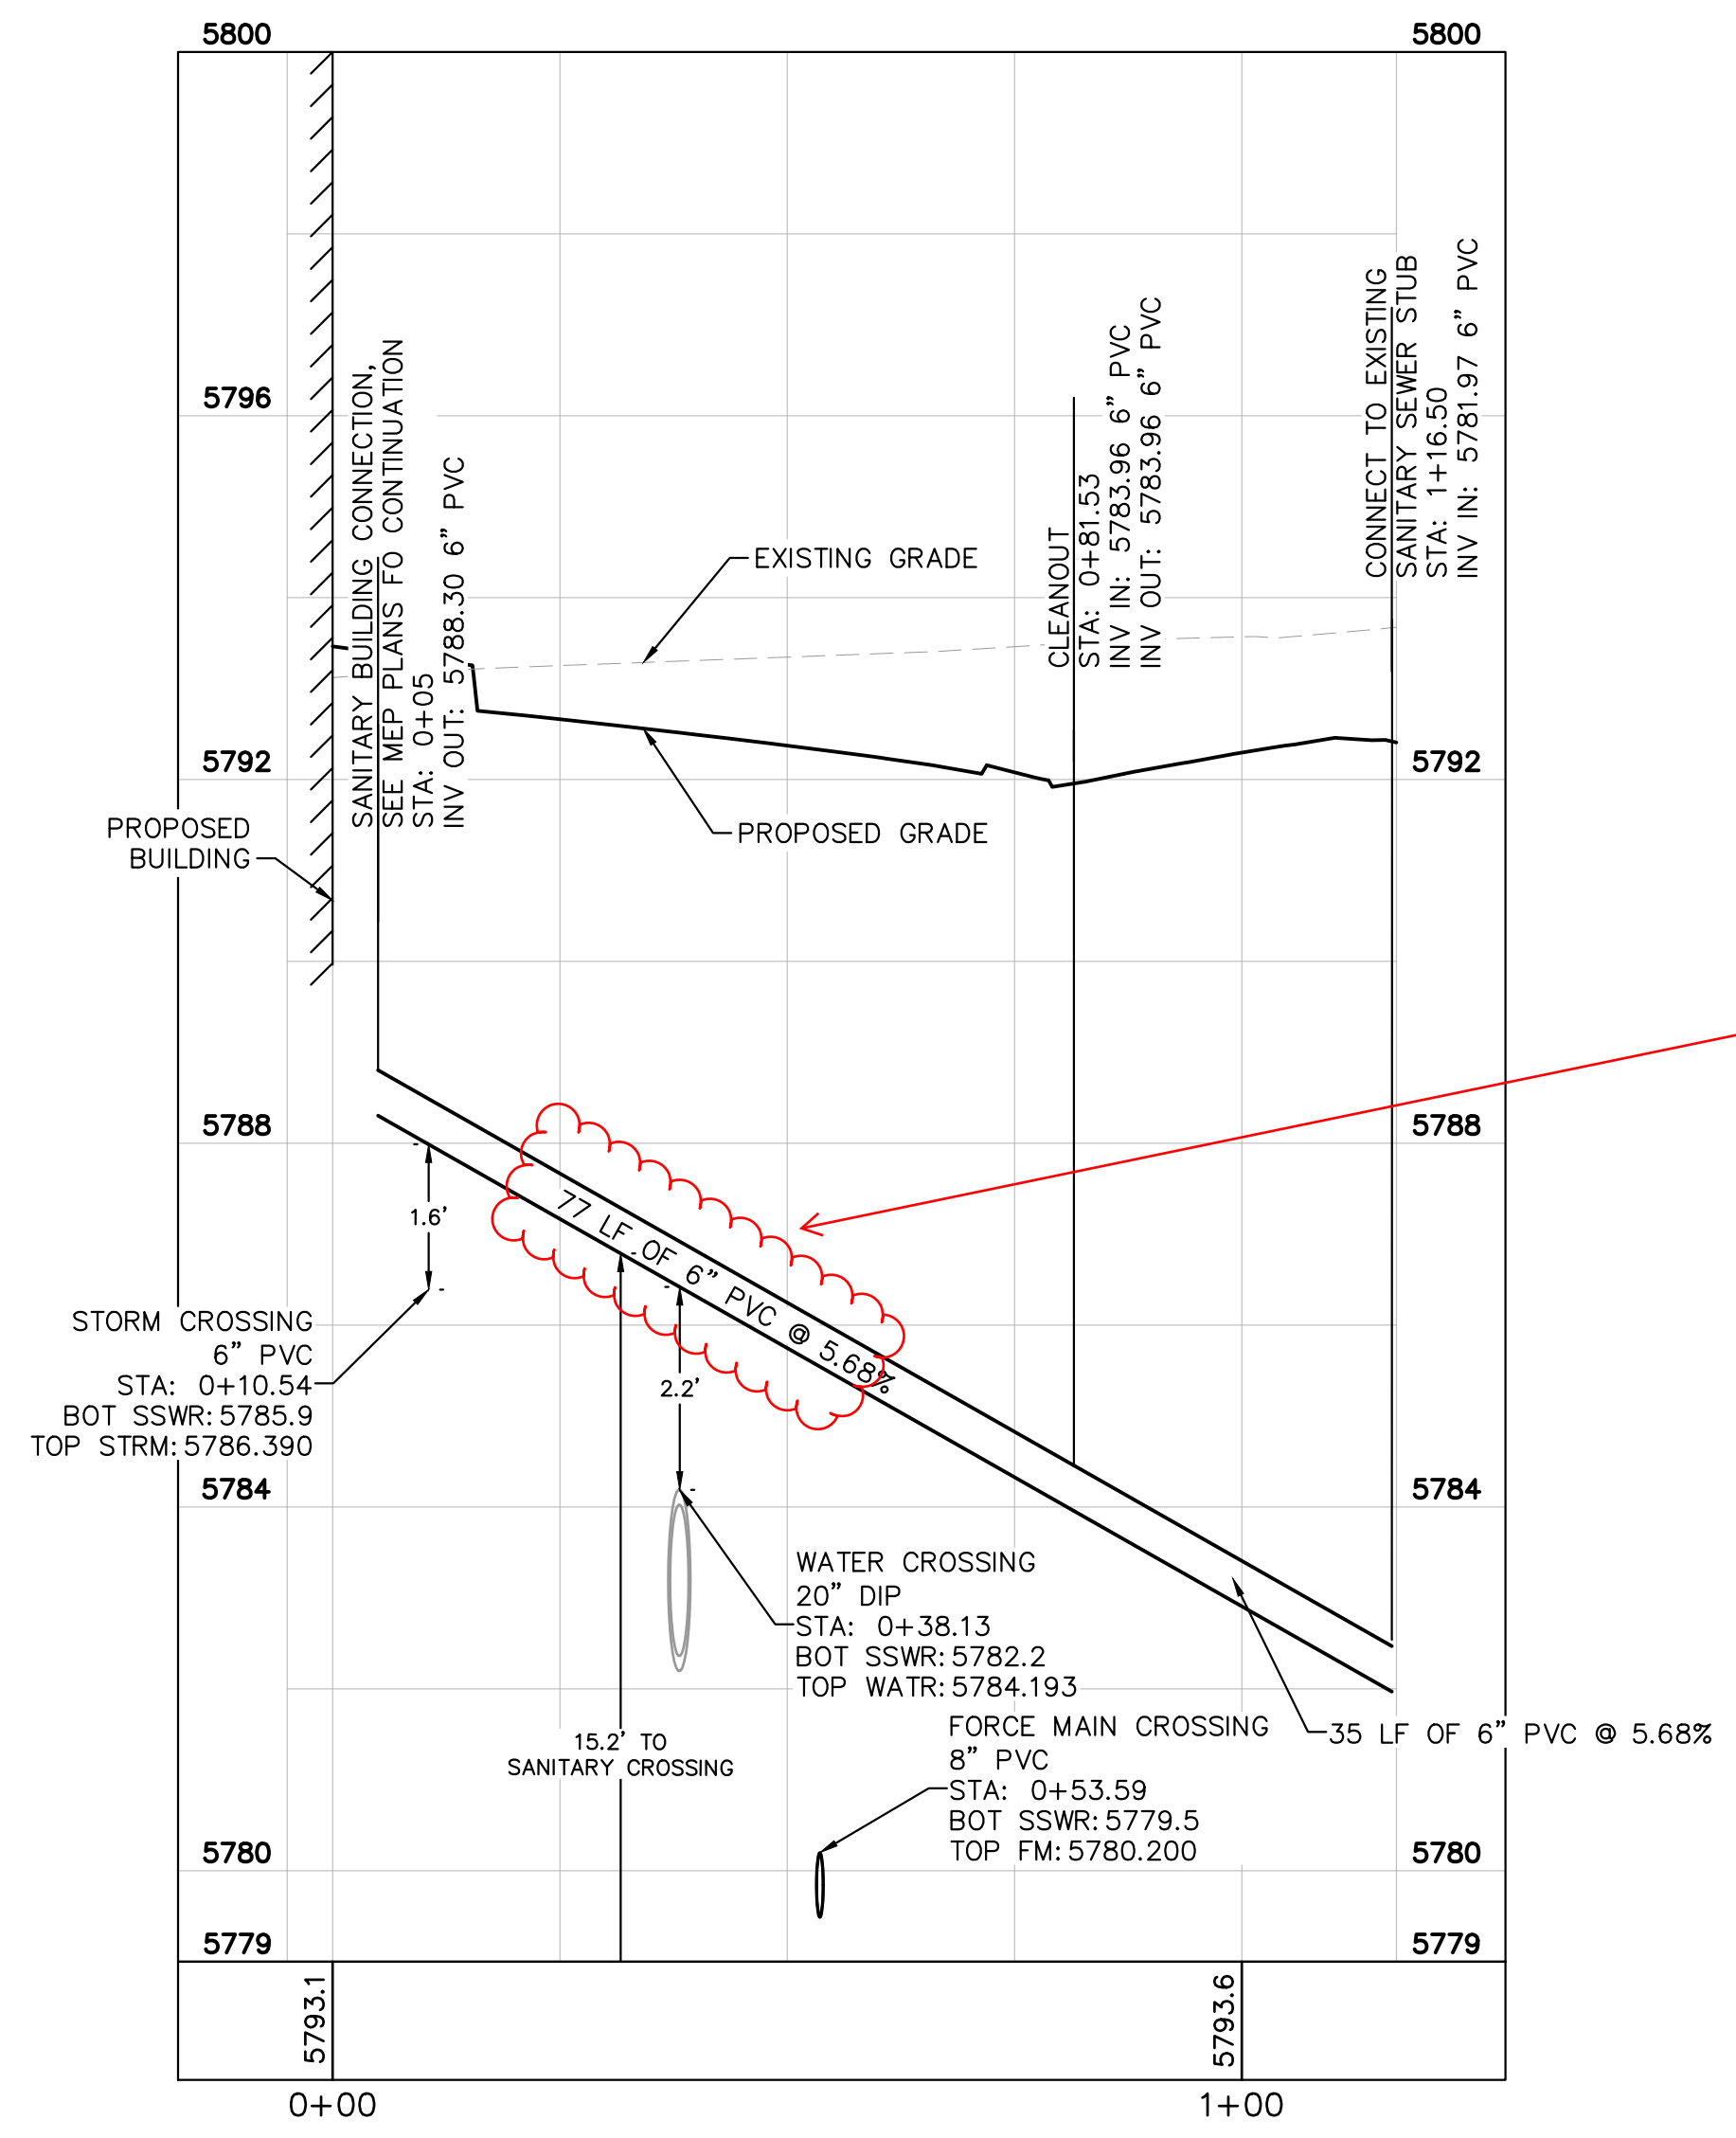 5800
5800
SANITARY BUILDING CONNECTION,
SEE MEP PLANS FO CONTINUATION
STA: 0+05
INV OUT: 5788.30 6" PVC
CLEANOUT
STA: 0+81.53
INV IN: 5783.96 6" PVC
INV OUT: 5783.96 6" PVC
CONNECT TO EXISTING
SANITARY SEWER STUB
STA: 1+16.50
INV IN: 5781.97 6" PVC
5796
EXISTING GRADE
5792
5792
PROPOSED
BUILDING
PROPOSED GRADE
5788
5788
1.6'
77 LF OF 6" PVC @ 5.68%
STORM CROSSING
6" PVC
STA: 0+10.54
BOT SSWR: 5785.9
TOP STRM: 5786.390
2.2'
5784
5784
WATER CROSSING
20" DIP
STA: 0+38.13
BOT SSWR: 5782.2
TOP WATR: 5784.193
15.2' TO
SANITARY CROSSING
FORCE MAIN CROSSING
8" PVC
STA: 0+53.59
BOT SSWR: 5779.5
TOP FM: 5780.200
35 LF OF 6" PVC @ 5.68%
5780
5780
5779
5779
5793.1
5793.6
0+00
1+00